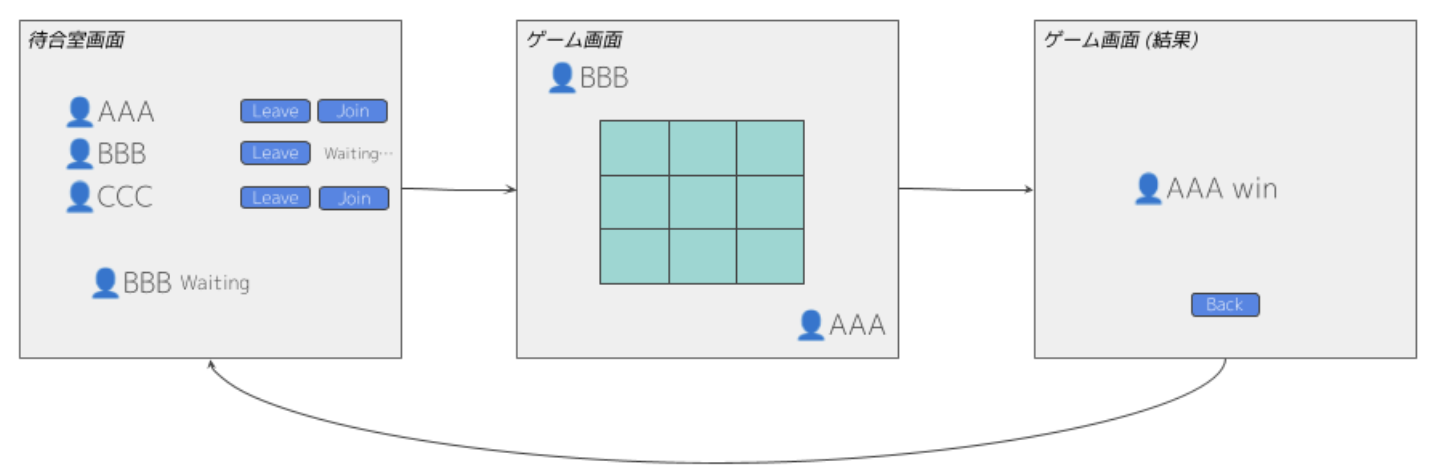 待合室画面
AAA Leave Join
BBB Leave Waiting…
CCC Leave Join
BBB Waiting
ゲーム画面
BBB
AAA
ゲーム画面 (結果)
AAA win
Back